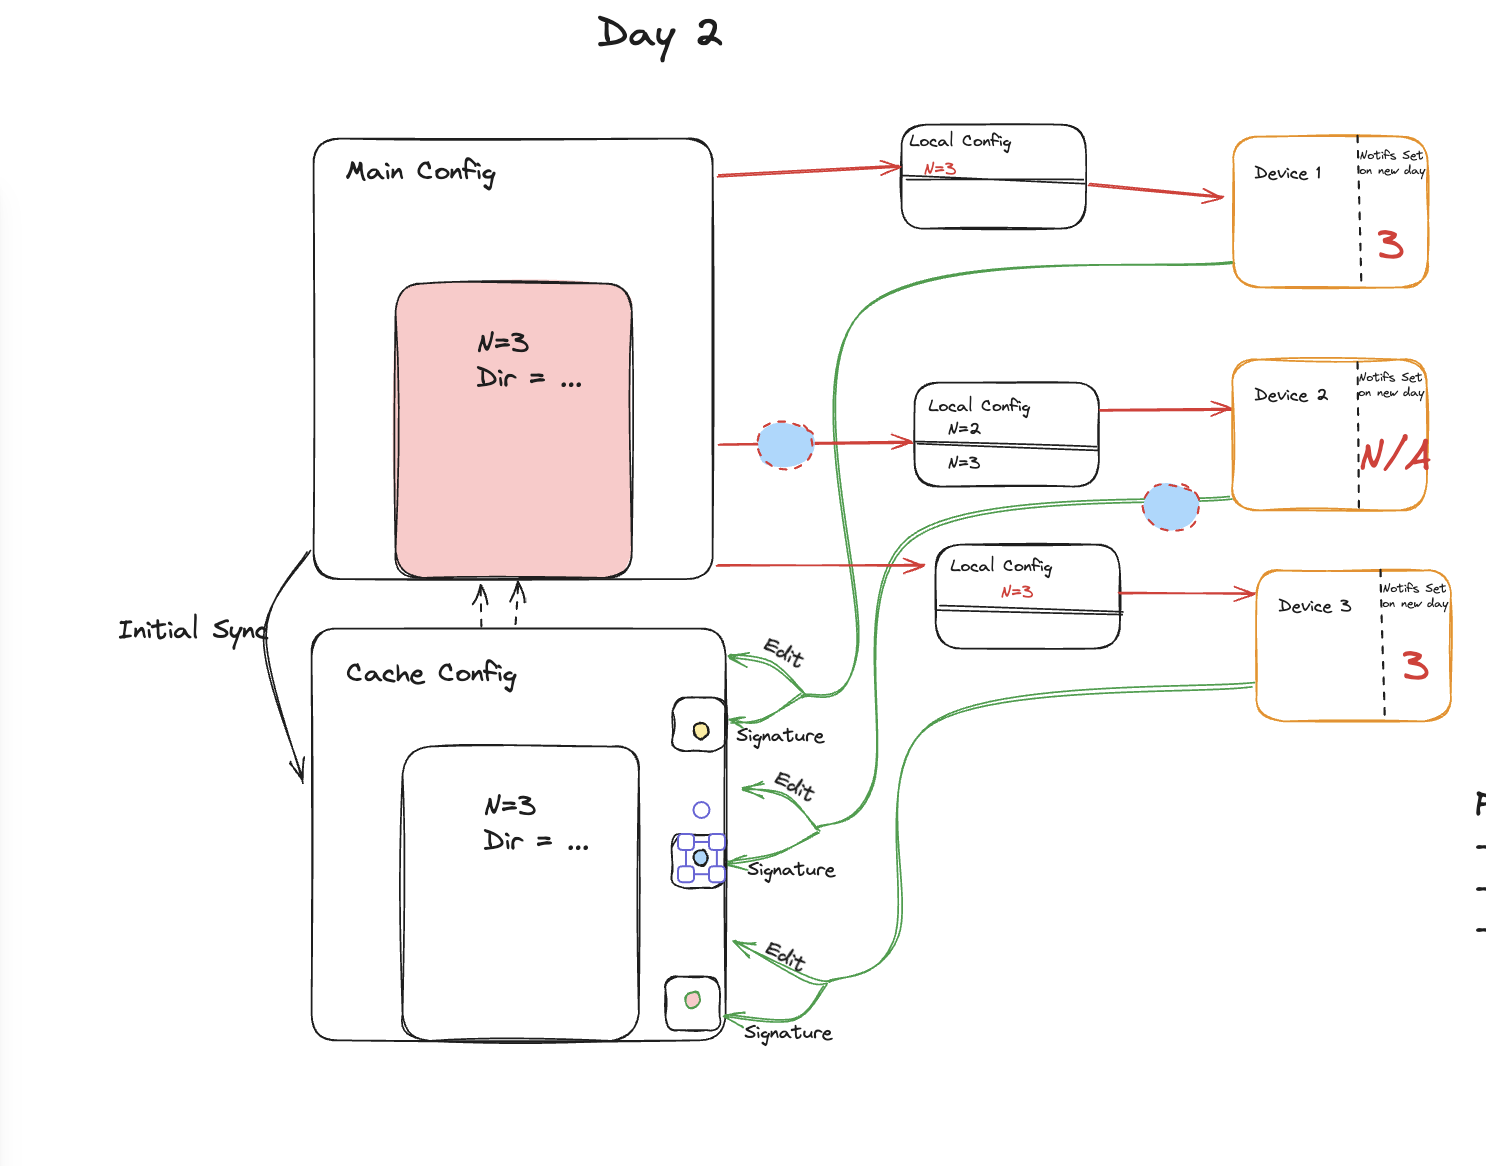 Day 2
Main Config
N=3
Dir = ...
Initial Sync
Cache Config
N=3
Dir = ...
Local Config
N=3
Device 1
Notifs Set
on new day
3
Local Config
N=2
N=3
Device 2
Notifs Set
on new day
N/A
Local Config
N=3
Device 3
Notifs Set
on new day
3
Edit
Signature
Edit
Signature
Edit
Signature